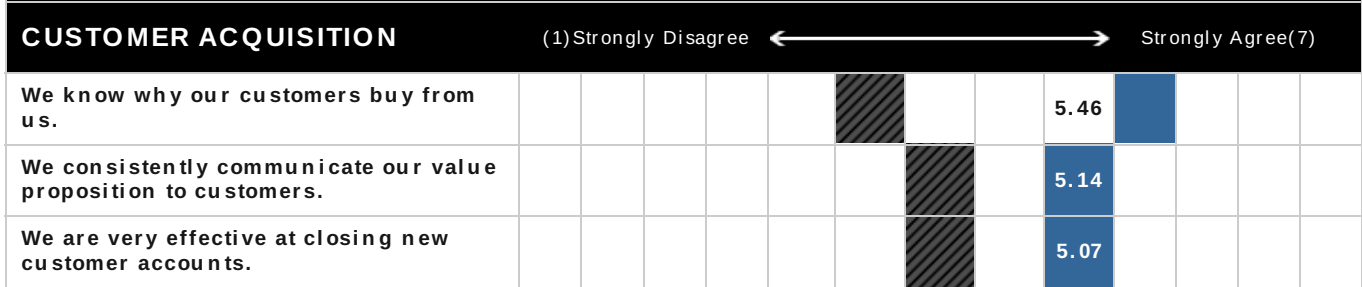 CUSTOMER ACQUISITION (1)Strongly Disagree Strongly Agree(7)
We know why our customers buy from
us.
5.46
We consistently communicate our value
proposition to customers.
5.14
We are very effective at closing new
customer accounts.
5.07